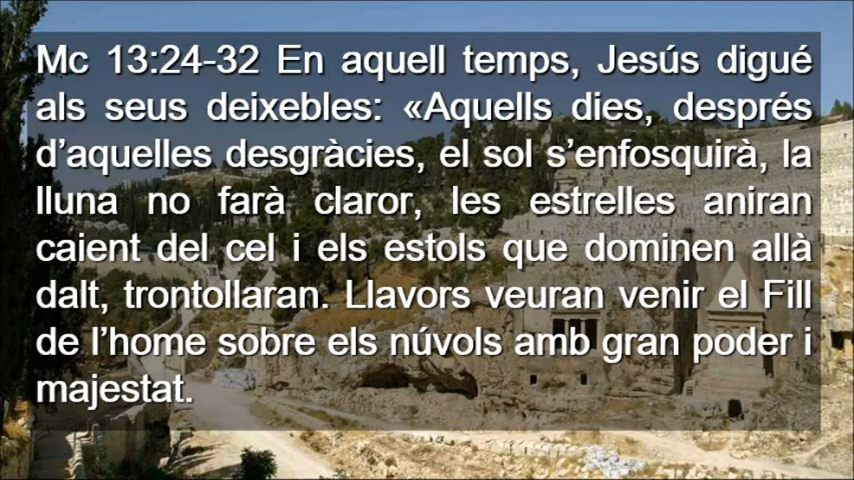 Mc 13:24-32 En aquell temps, Jesús digué
als seus deixebles: «Aquells dies, després
d’aquelles desgràcies, el sol s’enfosquirà, la
lluna no farà claror, les estrelles aniran
caient del cel i els estols que dominen allà
dalt, trontollaran. Llavors veuran venir el Fill
de l’home sobre els núvols amb gran poder i
majestat.